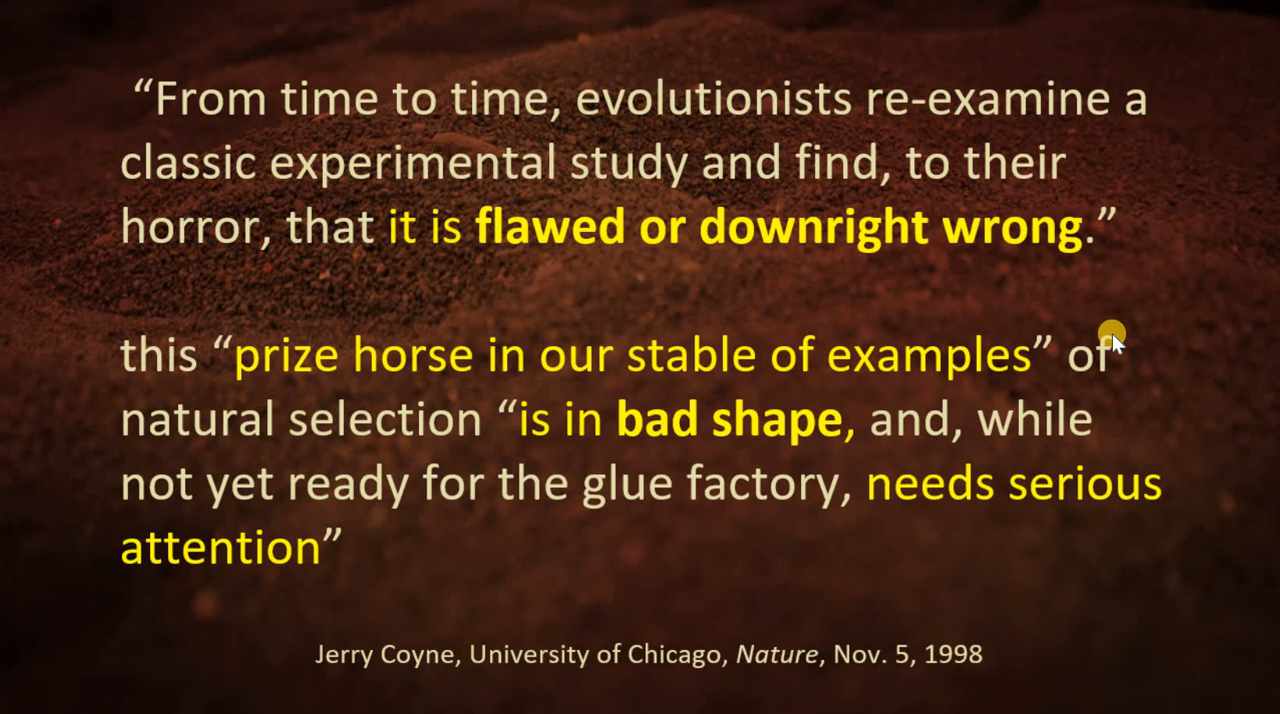 “From time to time, evolutionists re-examine a
classic experimental study and find, to their
horror, that it is flawed or downright wrong.”
this “prize horse in our stable of examples” of
natural selection “is in bad shape, and, while
not yet ready for the glue factory, needs serious
attention”
Jerry Coyne, University of Chicago, Nature, Nov. 5, 1998